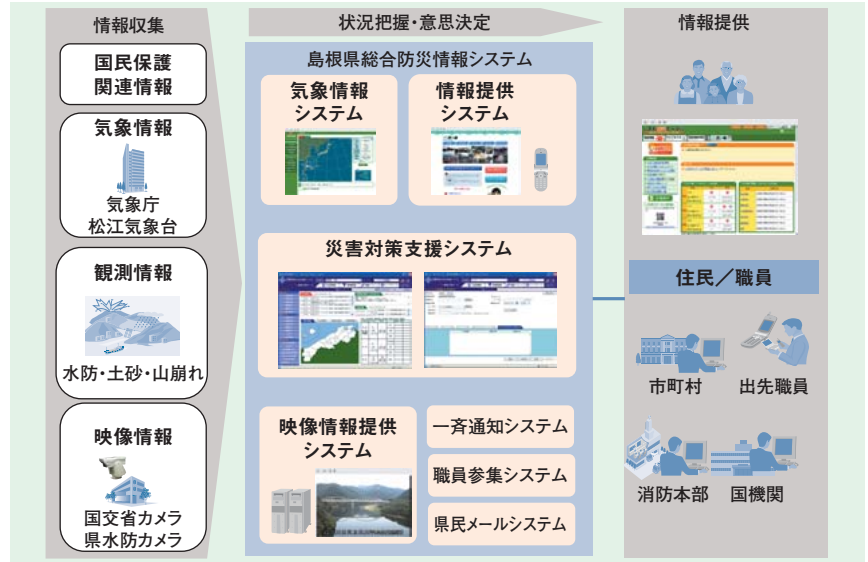 情報収集
国民保護
関連情報
気象情報
気象庁
松江気象台
観測情報
水防・土砂・山崩れ
映像情報
国交省カメラ
県水防カメラ
状況把握・意思決定
島根県総合防災情報システム
気象情報
システム
情報提供
システム
災害対策支援システム
映像情報提供
システム
一斉通知システム
職員参集システム
県民メールシステム
情報提供
住民／職員
市町村
出先職員
消防本部
国機関